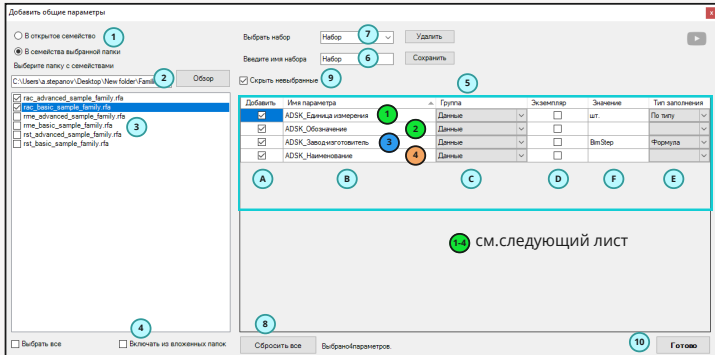 Добавить общие параметры
x
В открытое семейство
1
В семейства выбранной папки
Выберите папку с семействами
C:\Users\a.stepanov\Desktop\New folder\Famili
2
Обзор
rac_advanced_sample_family.rfa
rac_basic_sample_family.rfa
rme_advanced_sample_family.rfa
rme_basic_sample_family.rfa
rst_advanced_sample_family.rfa
rst_basic_sample_family.rfa
3
4
Выбрать все
Включать из вложенных папок
Выбрать набор
Набор
7
Удалить
Введите имя набора
Набор
6
Сохранить
Скрыть невыбранные
9
5
Добавить Имя параметра Группа Экземпляр Значение Тип заполнения
ADSK_Единица измерения 1 Данные шт. По типу
ADSK_Обозначение 2 Данные
ADSK_Завод-изготовитель 3 Данные BimStep Формула
ADSK_Наименование 4 Данные
A B C D F E
1-4 см.следующий лист
8
Сбросить все
Выбрано4параметров.
10
Готово